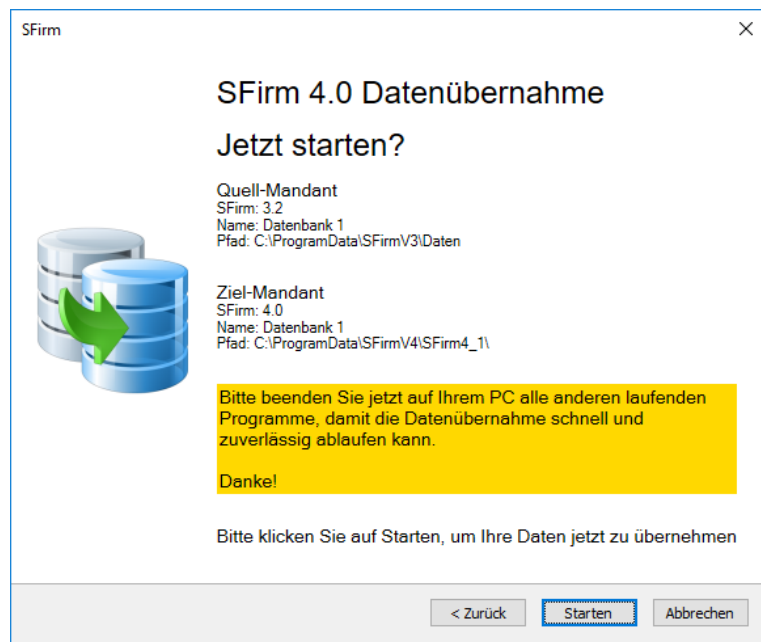 SFirm
SFirm 4.0 Datenübernahme
Jetzt starten?
Quell-Mandant
SFirm: 3.2
Name: Datenbank 1
Pfad: C:\ProgramData\SFirmV3\Daten
Ziel-Mandant
SFirm: 4.0
Name: Datenbank 1
Pfad: C:\ProgramData\SFirmV4\SFirm4_1\
Bitte beenden Sie jetzt auf Ihrem PC alle anderen laufenden
Programme, damit die Datenübernahme schnell und
zuverlässig ablaufen kann.
Danke!
Bitte klicken Sie auf Starten, um Ihre Daten jetzt zu übernehmen
< Zurück Starten Abbrechen